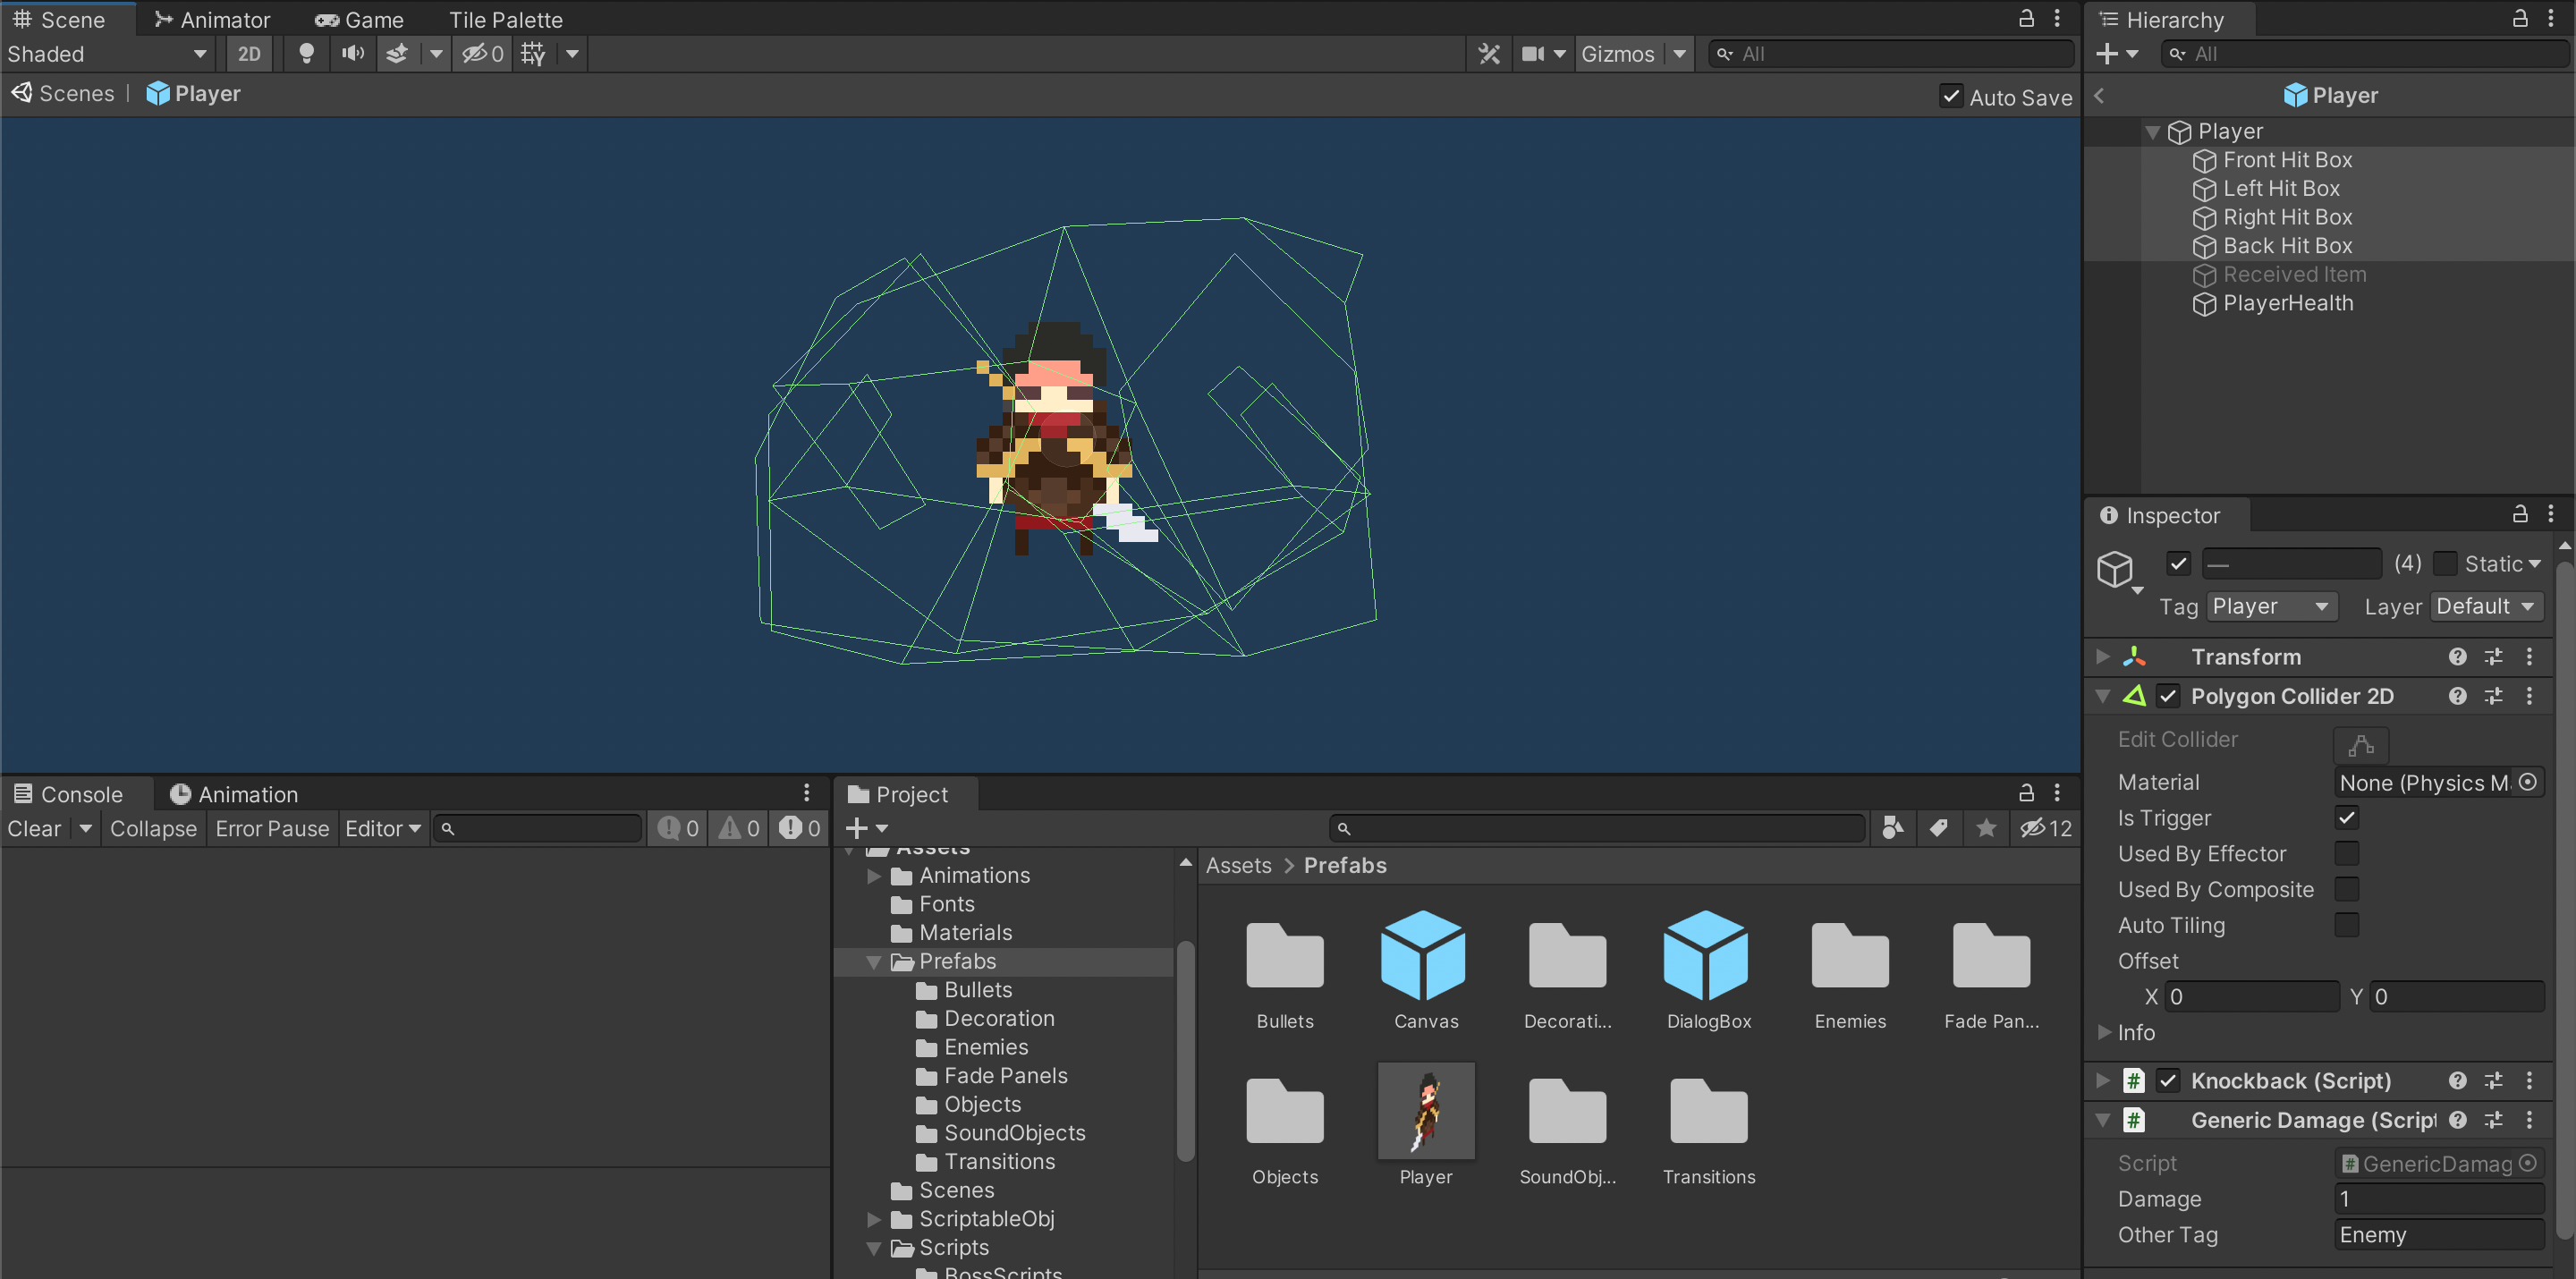 Scene Animator Game Tile Palette
Shaded 2D 0 Gizmos All
Scenes Player Auto Save
Hierarchy
All
Player
Player
Front Hit Box
Left Hit Box
Right Hit Box
Back Hit Box
Received Item
PlayerHealth
Inspector
— (4) Static
Tag Player Layer Default
Transform
Polygon Collider 2D
Edit Collider
Material None (Physics M
Is Trigger
Used By Effector
Used By Composite
Auto Tiling
Offset
X 0 Y 0
Info
Knockback (Script)
Generic Damage (Script
Script GenericDamag
Damage 1
Other Tag Enemy
Console Animation
Clear Collapse Error Pause Editor 0 0 0
Project
12
Assets
Animations
Fonts
Materials
Prefabs
Bullets
Decoration
Enemies
Fade Panels
Objects
SoundObjects
Transitions
Scenes
ScriptableObj
Scripts
BossScripts
Assets > Prefabs
Bullets Canvas Decorati... DialogBox Enemies Fade Pan...
Objects Player SoundObj... Transitions